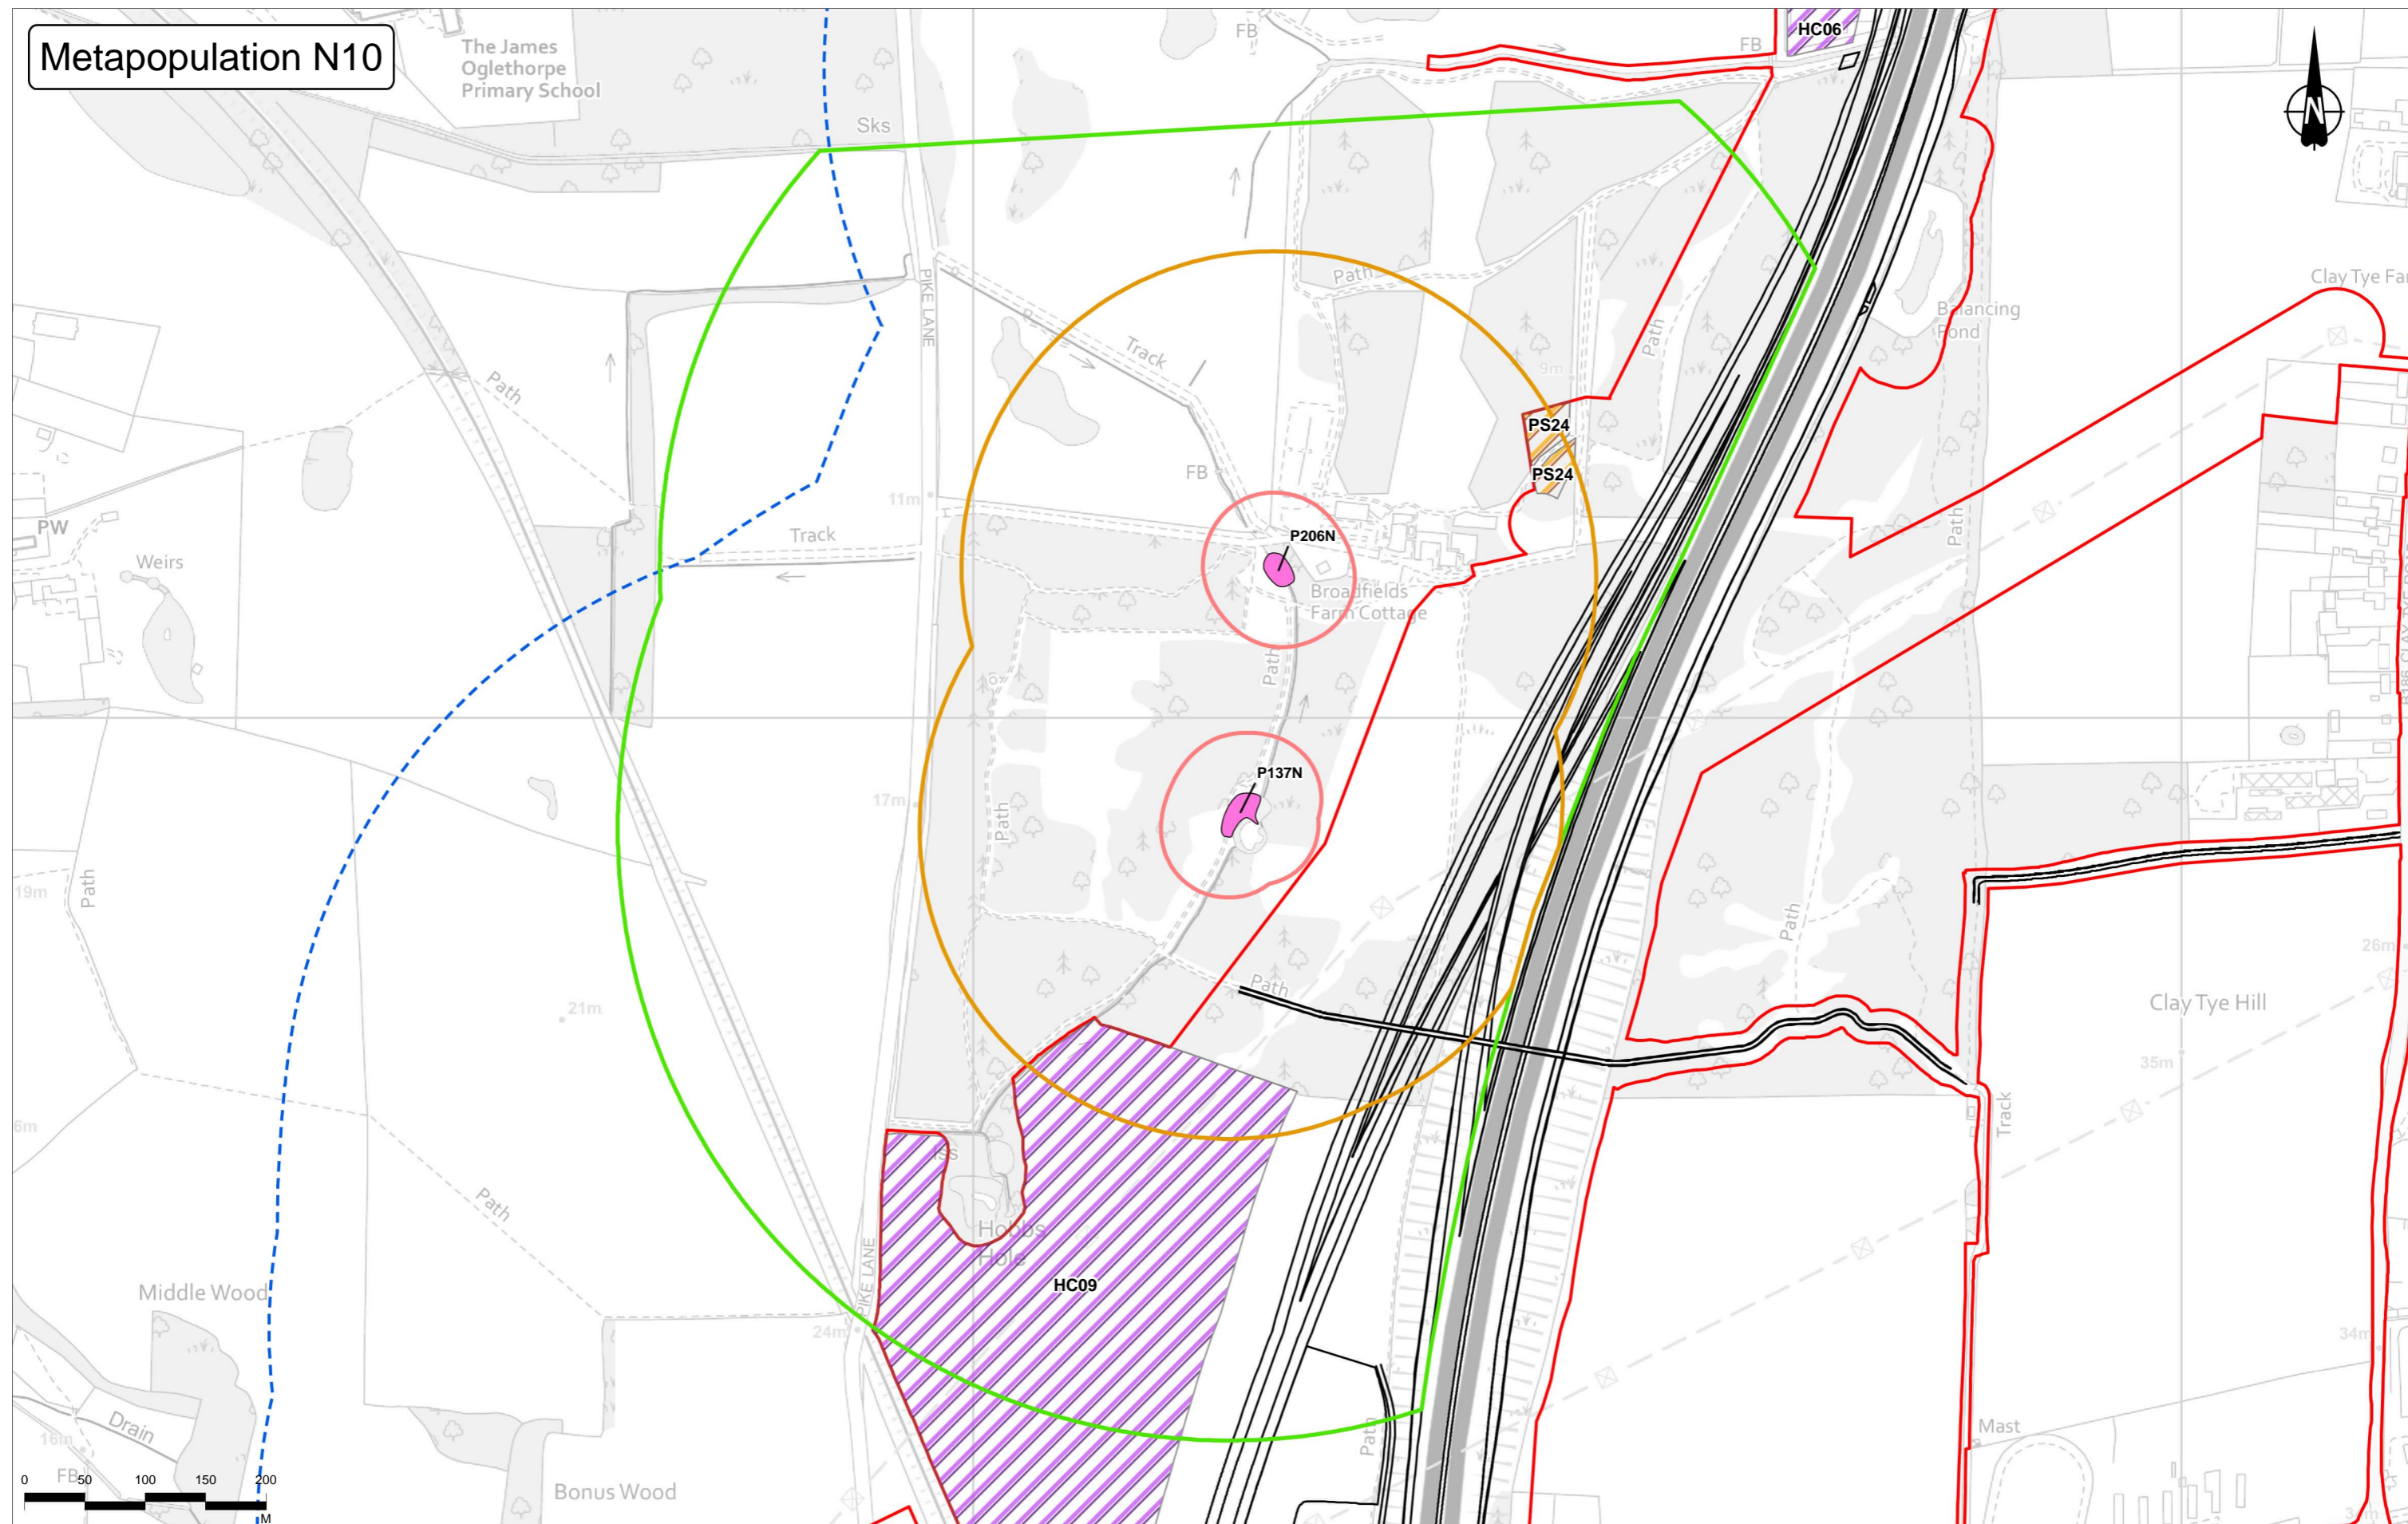 Metapopulation N10
The James
Oglethorpe
Primary School
FB
FB
HC06
N
Sks
Clay Tye Fa
Balancing
Pond
Path
PIKE LANE
Track
Path
Path
9m
PS24
PS24
FB
11m
PW
Weirs
Track
P206N
Broadfields
Farm Cottage
Path
Path
P137N
17m
Path
19m
Path
Path
26m
Path
21m
Clay Tye Hill
35m
6m
Track
Iss
Path
Hobbs
Hole
HC09
PIKE LANE
Middle Wood
24m
34m
Drain
16m
Path
Mast
FB
Bonus Wood
0 50 100 150 200
M